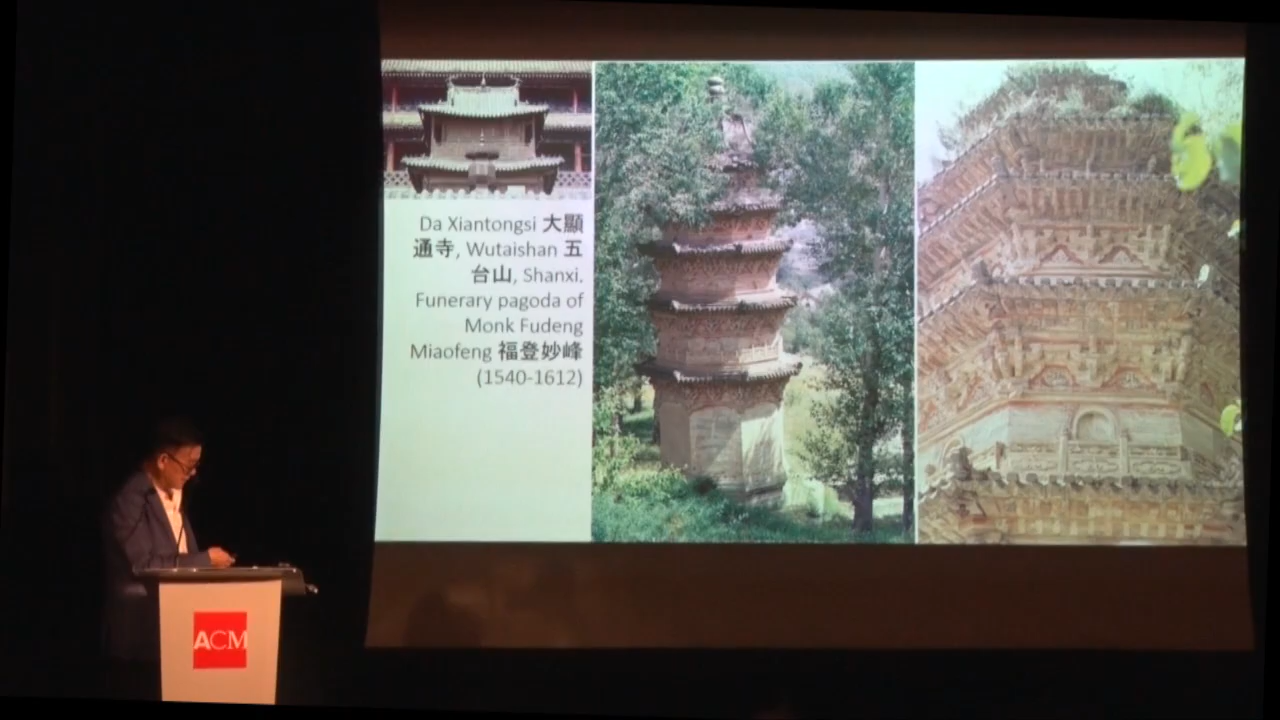 Da Xiantongsi 大顯
通寺, Wutaishan 五
台山, Shanxi.
Funerary pagoda of
Monk Fudeng
Miaofeng 福登妙峰
(1540-1612)
ACM